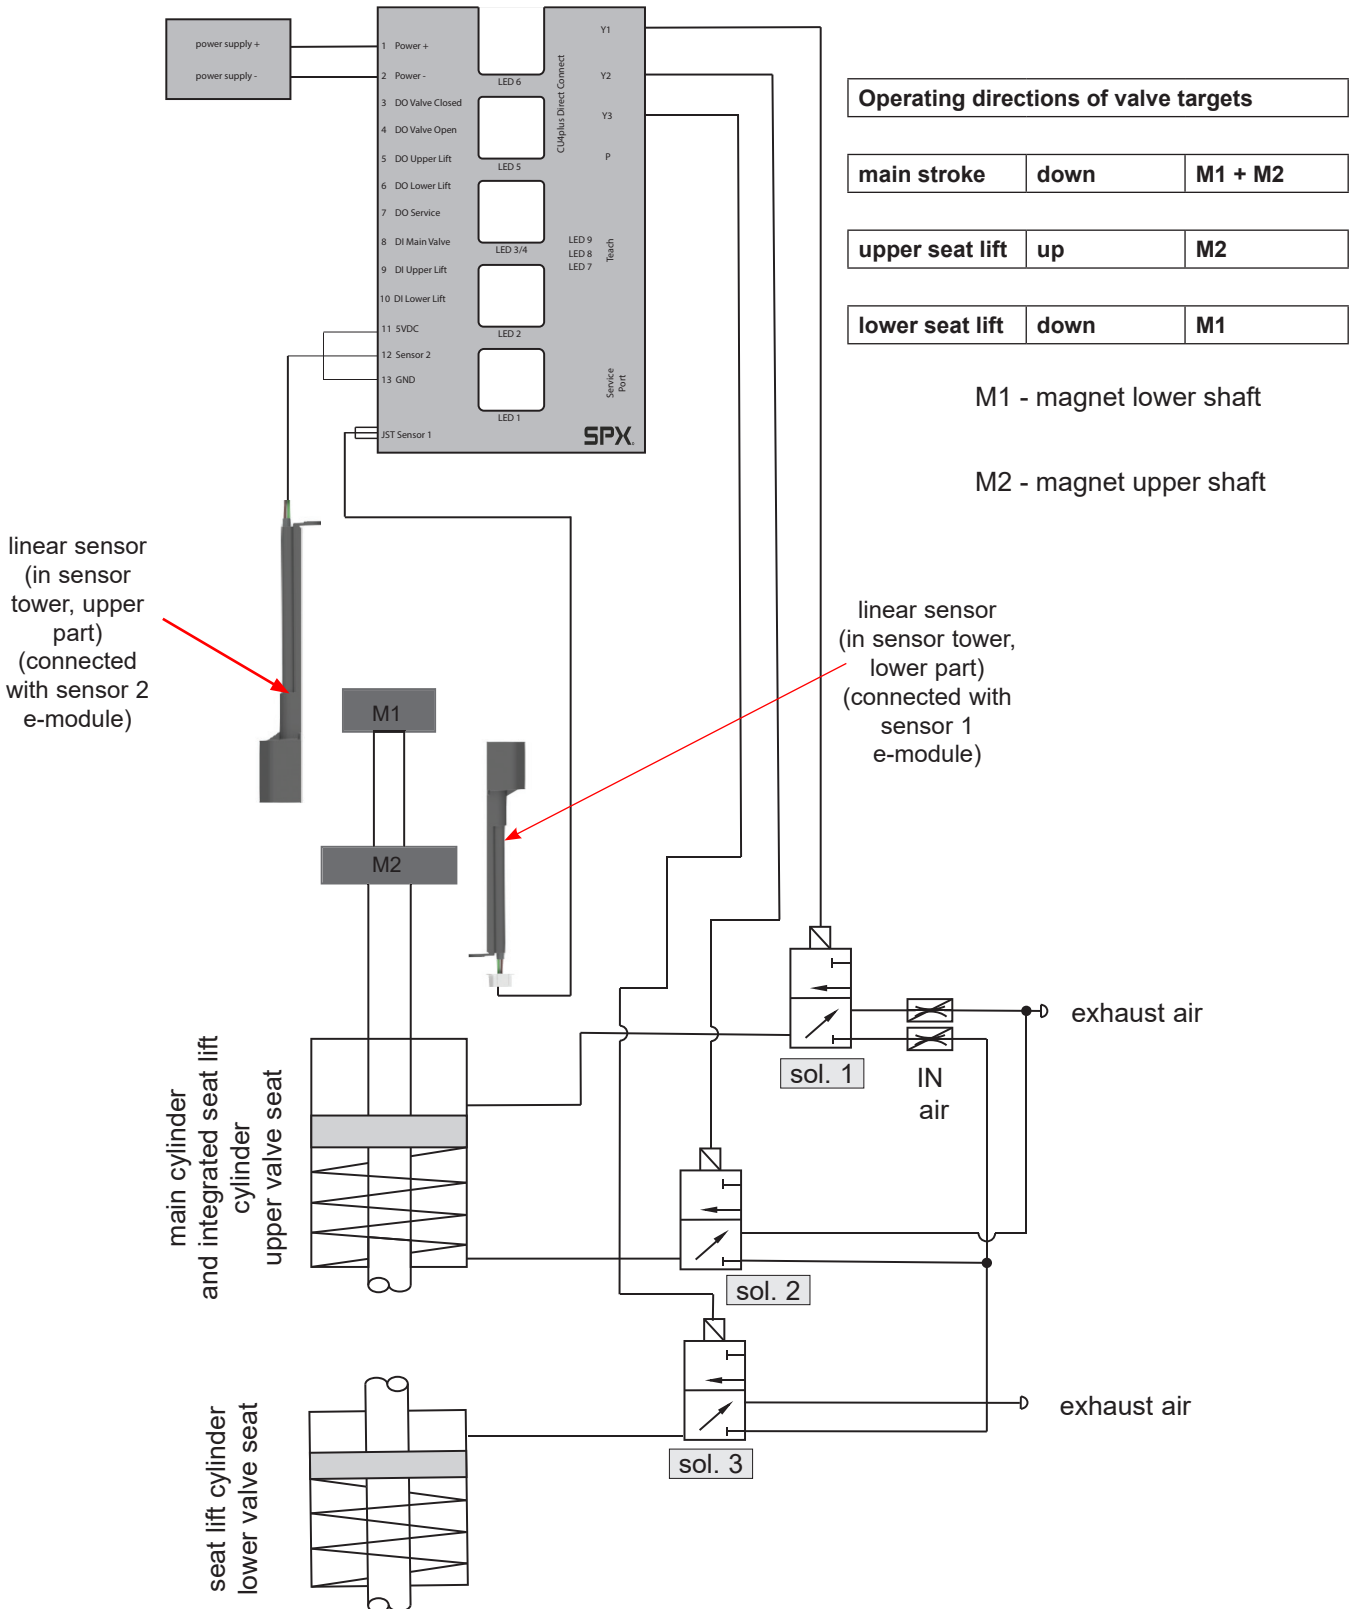 power supply +
power supply -
1 Power +
2 Power -
3 DO Valve Closed
4 DO Valve Open
5 DO Upper Lift
6 DO Lower Lift
7 DO Service
8 DI Main Valve
9 DI Upper Lift
10 DI Lower Lift
11 5VDC
12 Sensor 2
13 GND
JST Sensor 1
LED 6
LED 5
LED 3/4
LED 2
LED 1
CU4plus Direct Connect
Y1
Y2
Y3
P
LED 9
LED 8
LED 7
Teach
Service
Port
SPX
Operating directions of valve targets
main stroke down M1 + M2
upper seat lift up M2
lower seat lift down M1
M1 - magnet lower shaft
M2 - magnet upper shaft
linear sensor
(in sensor
tower, upper
part)
(connected
with sensor 2
e-module)
linear sensor
(in sensor tower,
lower part)
(connected with
sensor 1
e-module)
M1
M2
exhaust air
sol. 1
IN
air
main cylinder
and integrated seat lift
cylinder
upper valve seat
sol. 2
exhaust air
sol. 3
seat lift cylinder
lower valve seat